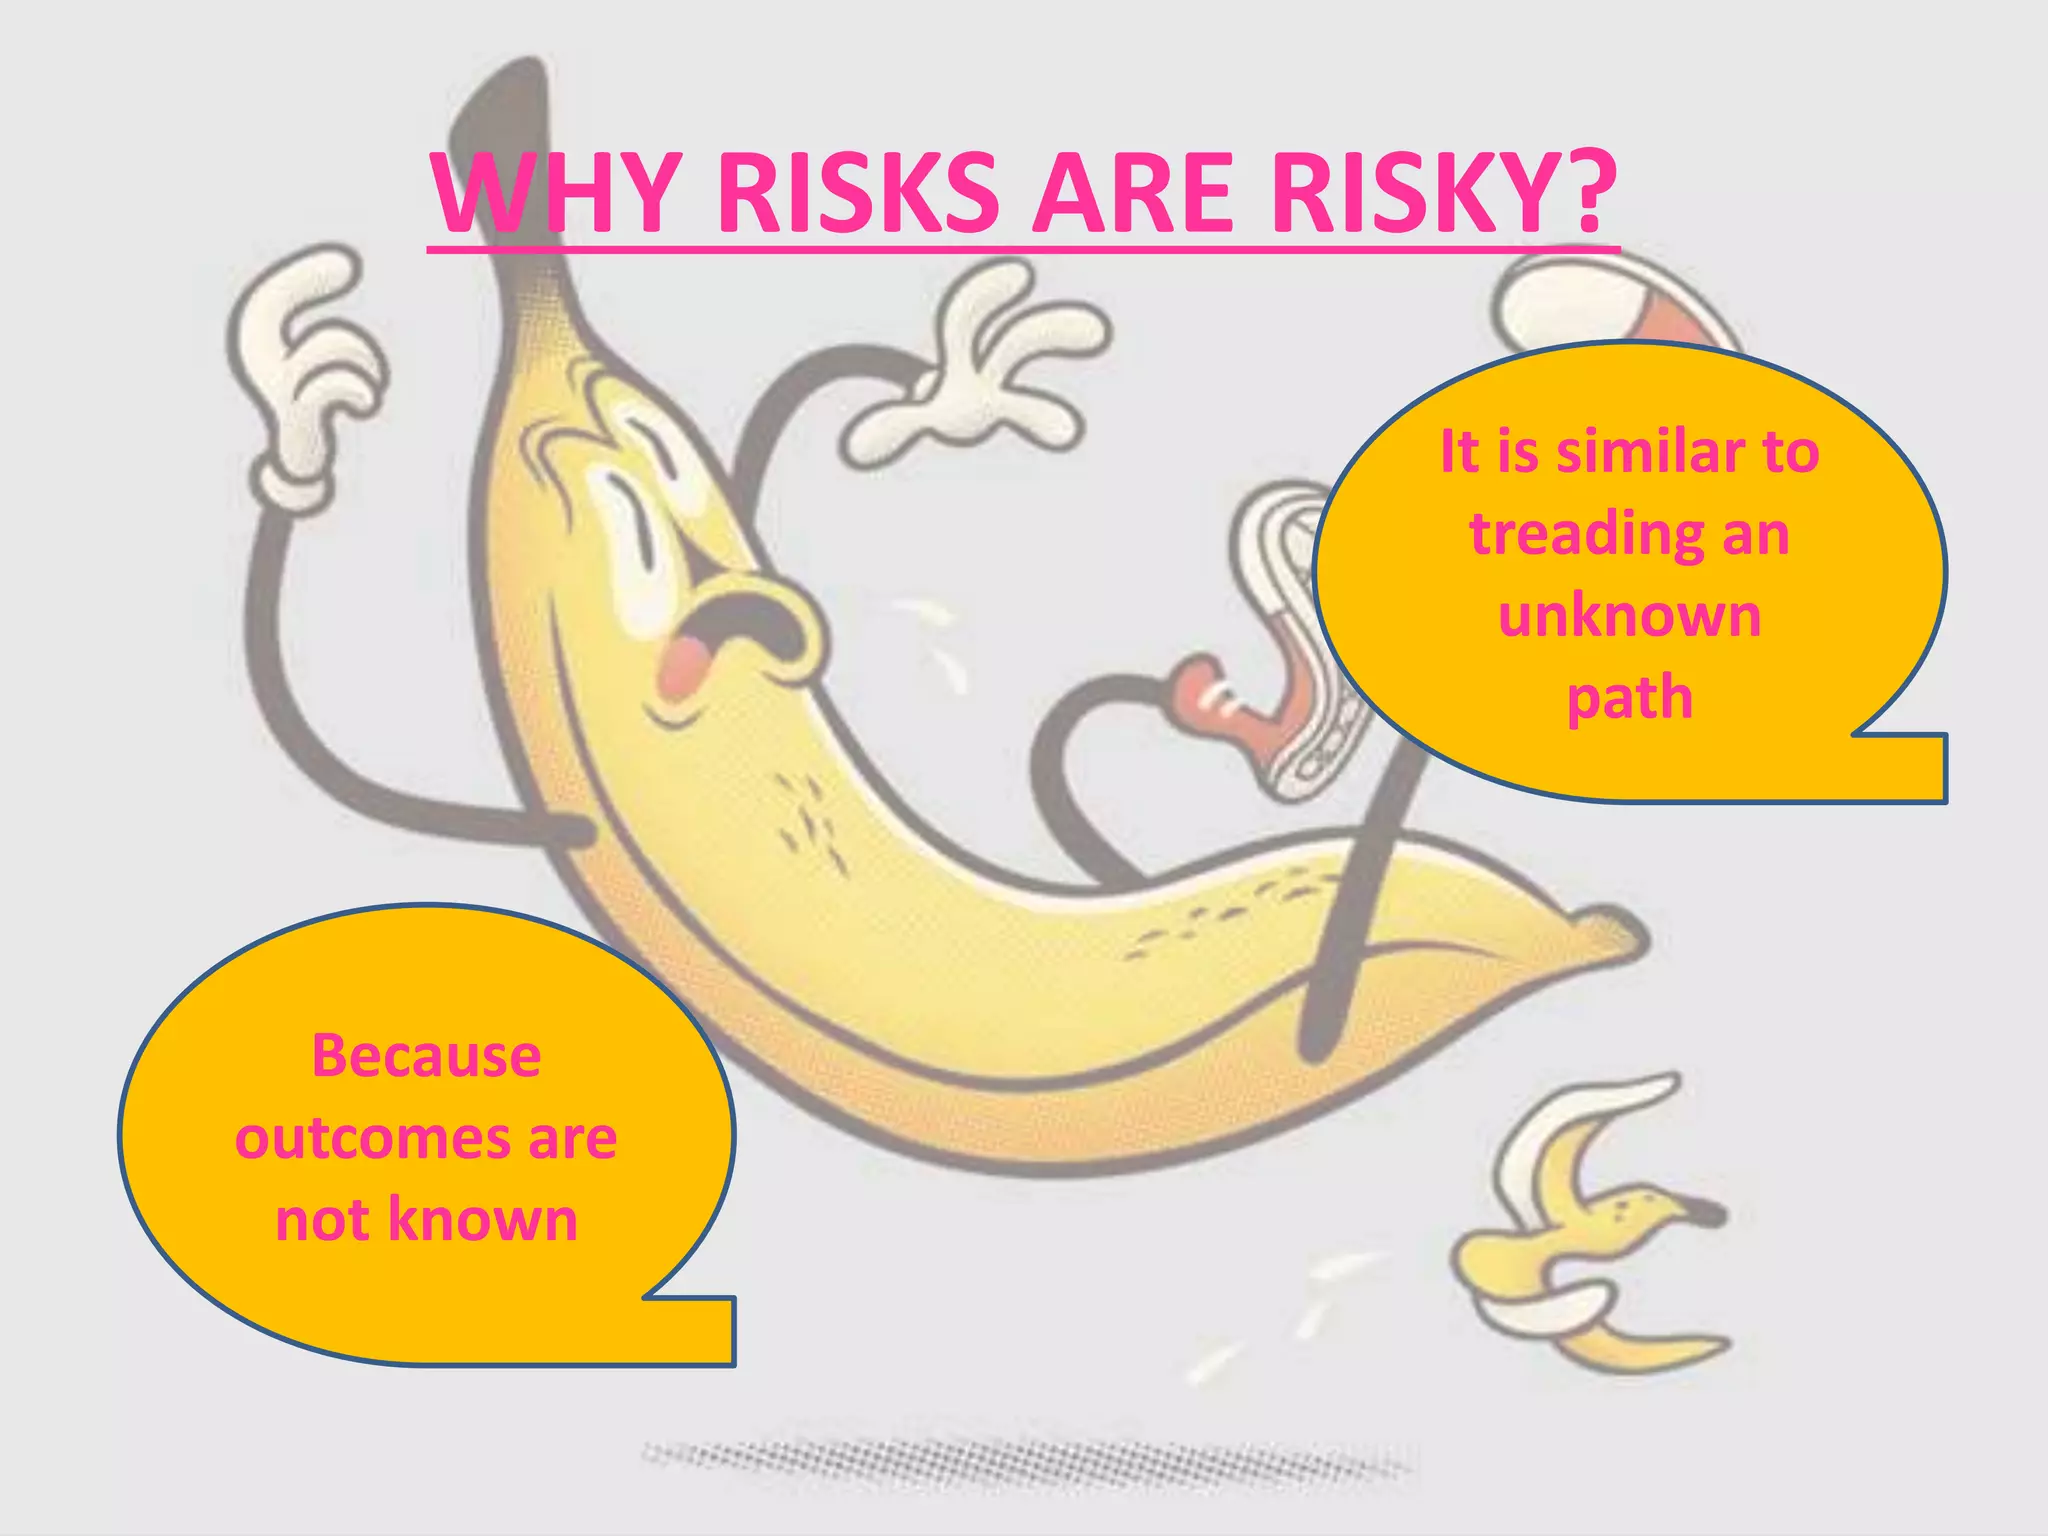 WHY RISKS ARE RISKY?
It is similar to
treading an
unknown
path
Because
outcomes are
not known